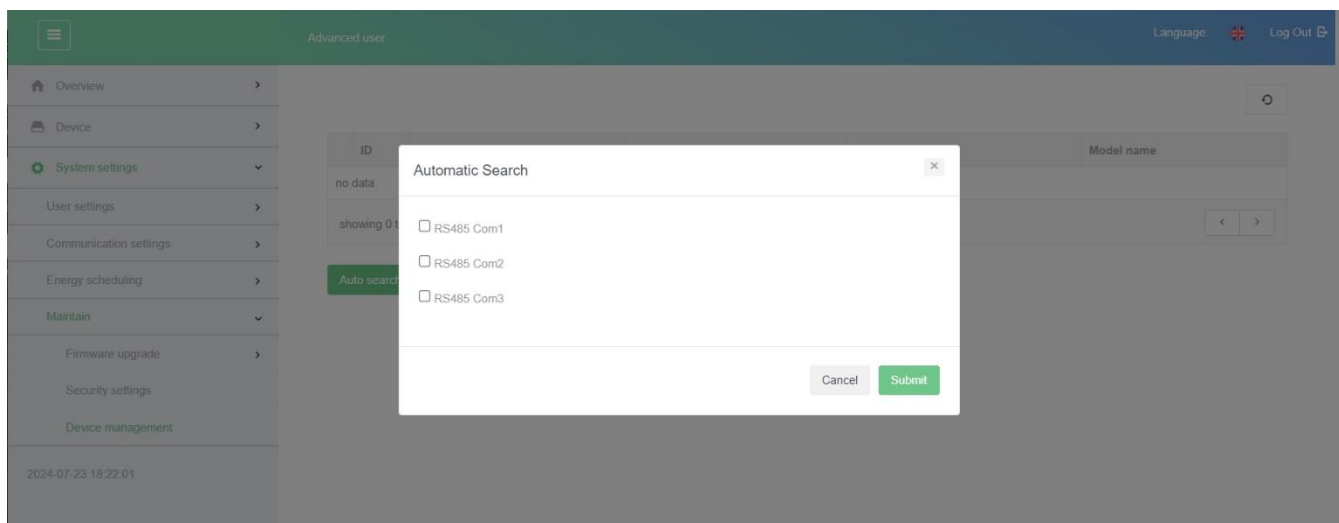 Advanced user
Language:
Log Out
Overview
Device
System settings
User settings
Communication settings
Energy scheduling
Maintain
Firmware upgrade
Security settings
Device management
2024-07-23 18:22:01
ID
Model name
no data
showing 0 t
Auto search
Automatic Search
×
RS485 Com1
RS485 Com2
RS485 Com3
Cancel
Submit